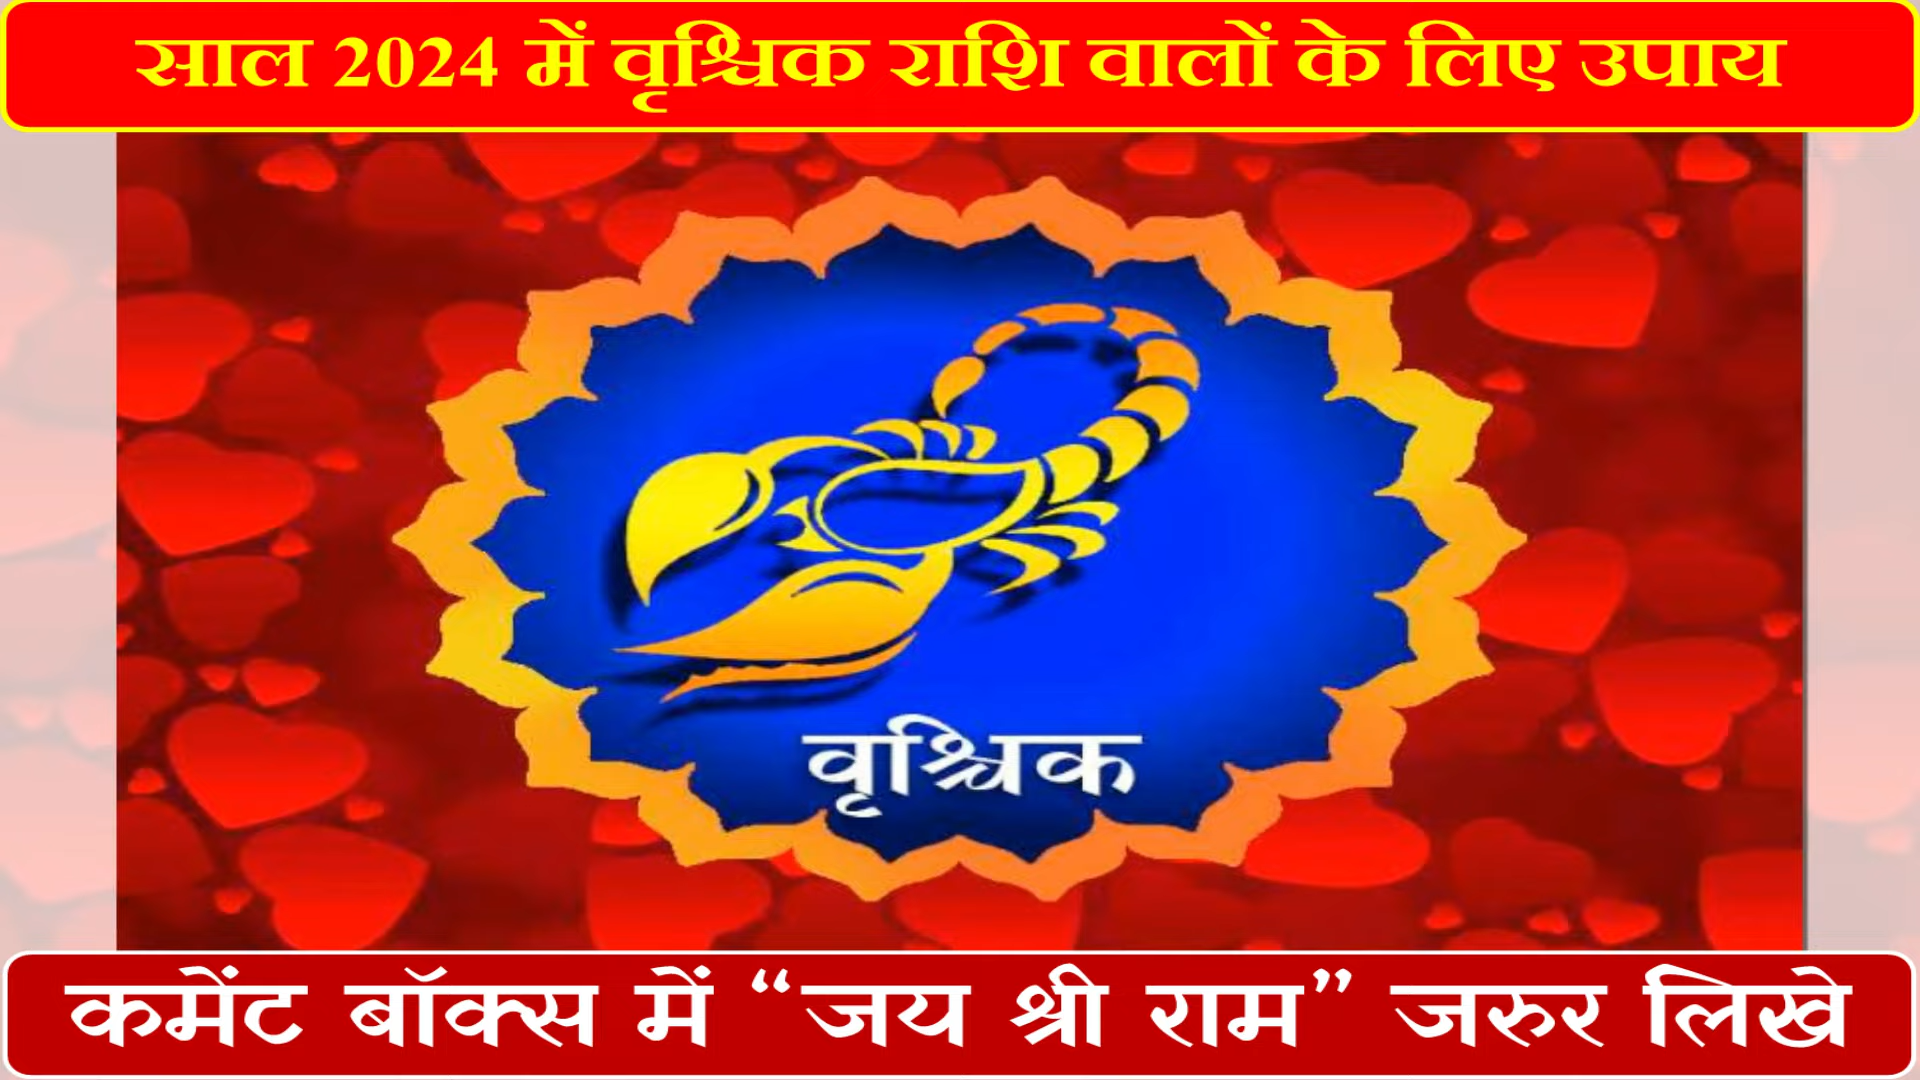 साल 2024 में वृश्चिक राशि वालों के लिए उपाय
वृश्चिक
कमेंट बॉक्स में “जय श्री राम” जरुर लिखे